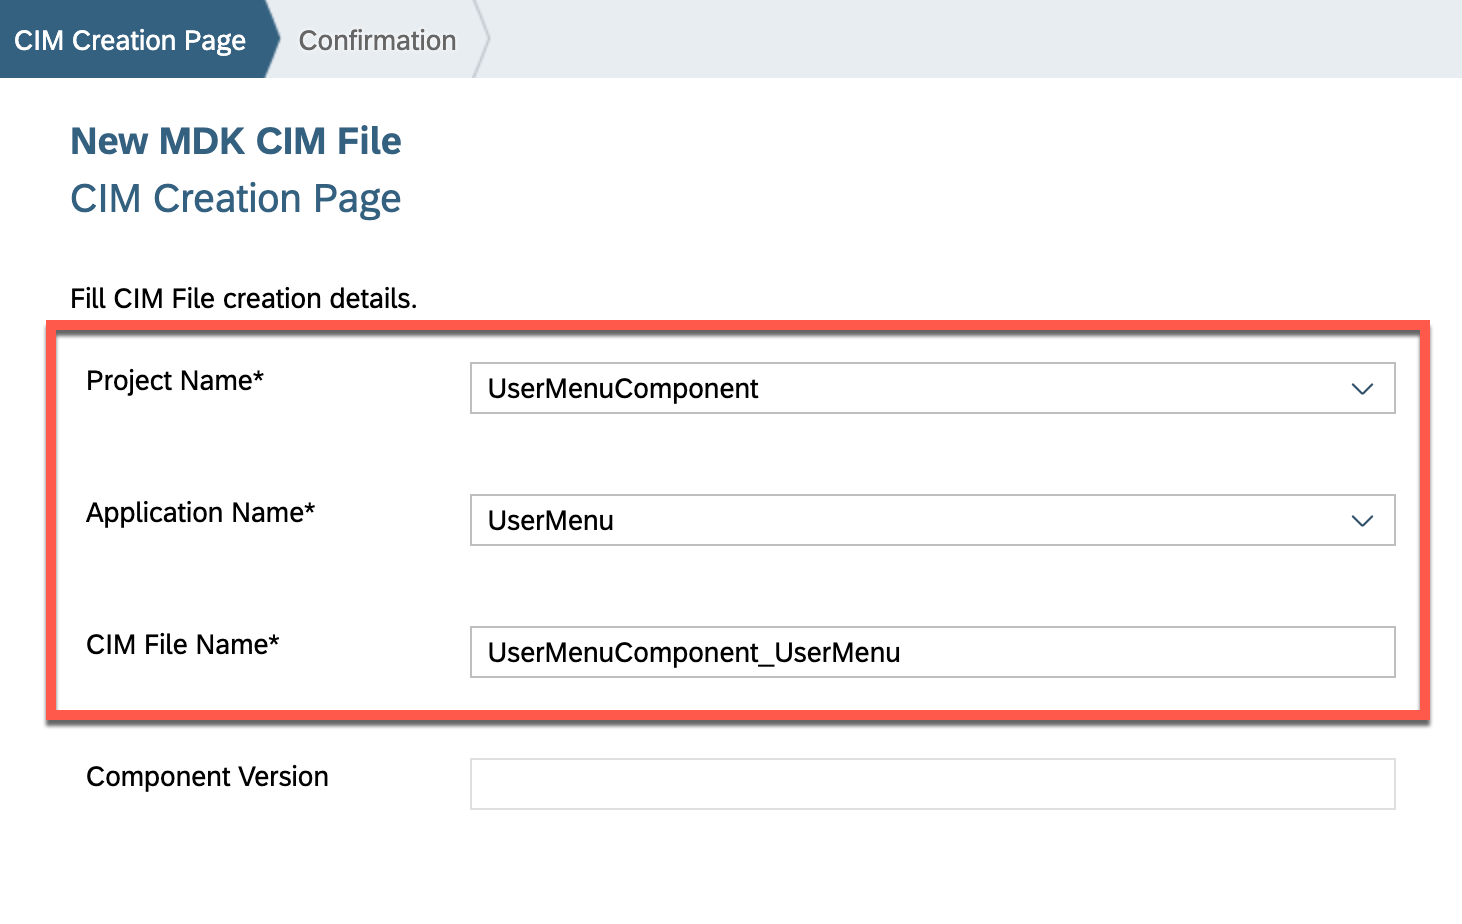 CIM Creation Page
Confirmation
New MDK CIM File
CIM Creation Page
Fill CIM File creation details.
Project Name*
UserMenuComponent
Application Name*
UserMenu
CIM File Name*
UserMenuComponent_UserMenu
Component Version